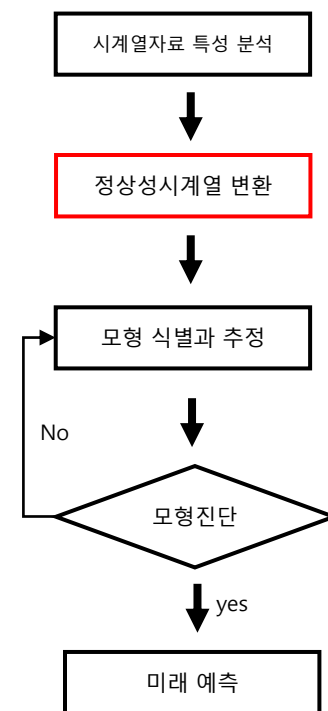 시계열자료 특성 분석
정상성시계열 변환
모형 식별과 추정
No
모형진단
yes
미래 예측